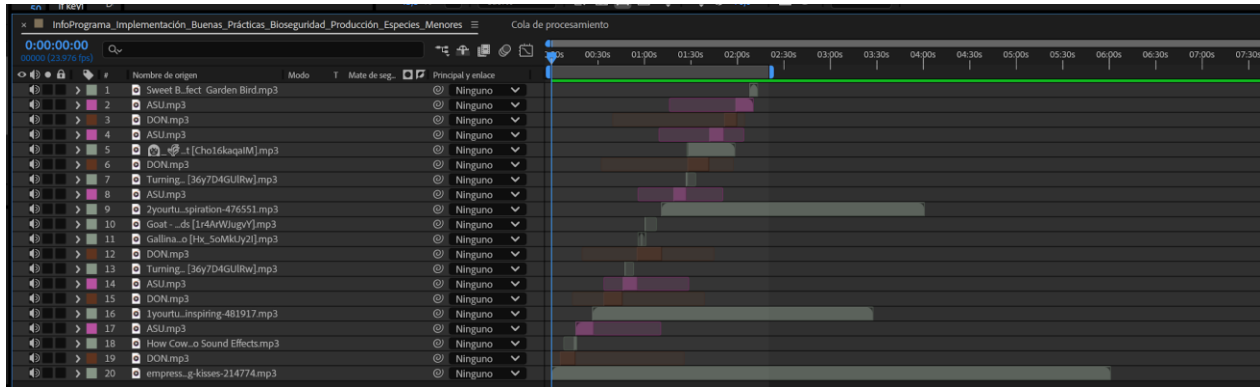 InfoPrograma_Implementación_Buenas_Prácticas_Bioseguridad_Producción_Especies_Menores
Cola de procesamiento
0:00:00:00
00000 (23.976 fps)
00:30s 01:00s 01:30s 02:00s 02:30s 03:00s 03:30s 04:00s 04:30s 05:00s 05:30s 06:00s 06:30s 07:00s 07:30s
# Nombre de origen Modo T Mate de seg.. Principal y enlace
1 Sweet B..fect Garden Bird.mp3 Ninguno
2 ASU.mp3 Ninguno
3 DON.mp3 Ninguno
4 ASU.mp3 Ninguno
5 _..t [Cho16kaqaIM].mp3 Ninguno
6 DON.mp3 Ninguno
7 Turning.. [36y7D4GUlRw].mp3 Ninguno
8 ASU.mp3 Ninguno
9 2yourtu..spiration-476551.mp3 Ninguno
10 Goat - ..ds [1r4ArWJugvY].mp3 Ninguno
11 Gallina..o [Hx_5oMkUy2I].mp3 Ninguno
12 DON.mp3 Ninguno
13 Turning.. [36y7D4GUlRw].mp3 Ninguno
14 ASU.mp3 Ninguno
15 DON.mp3 Ninguno
16 1yourtu..inspiring-481917.mp3 Ninguno
17 ASU.mp3 Ninguno
18 How Cow..o Sound Effects.mp3 Ninguno
19 DON.mp3 Ninguno
20 empress..g-kisses-214774.mp3 Ninguno